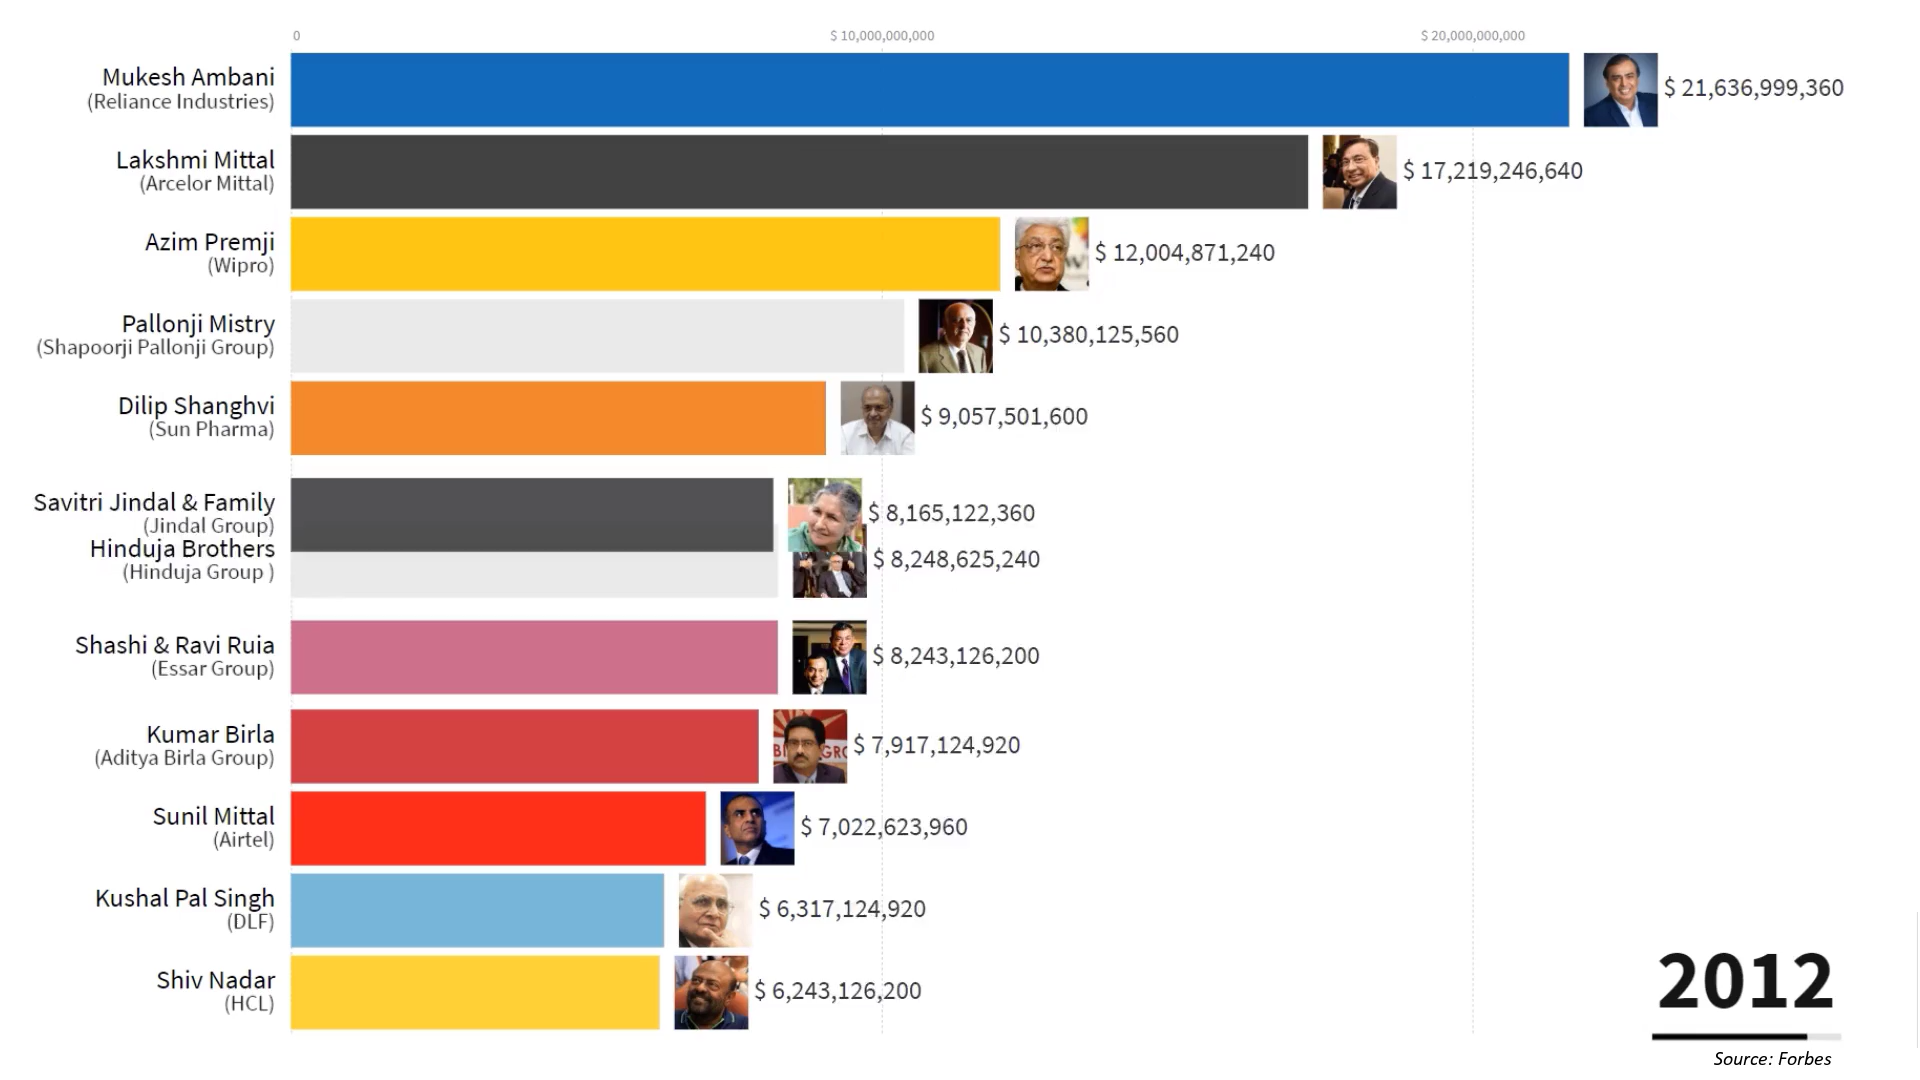 0
$ 10,000,000,000
$ 20,000,000,000
Mukesh Ambani
(Reliance Industries)
$ 21,636,999,360
Lakshmi Mittal
(Arcelor Mittal)
$ 17,219,246,640
Azim Premji
(Wipro)
$ 12,004,871,240
Pallonji Mistry
(Shapoorji Pallonji Group)
$ 10,380,125,560
Dilip Shanghvi
(Sun Pharma)
$ 9,057,501,600
Savitri Jindal & Family
(Jindal Group)
$ 8,165,122,360
Hinduja Brothers
(Hinduja Group )
$ 8,248,625,240
Shashi & Ravi Ruia
(Essar Group)
$ 8,243,126,200
Kumar Birla
(Aditya Birla Group)
$ 7,917,124,920
Sunil Mittal
(Airtel)
$ 7,022,623,960
Kushal Pal Singh
(DLF)
$ 6,317,124,920
Shiv Nadar
(HCL)
$ 6,243,126,200
2012
Source: Forbes